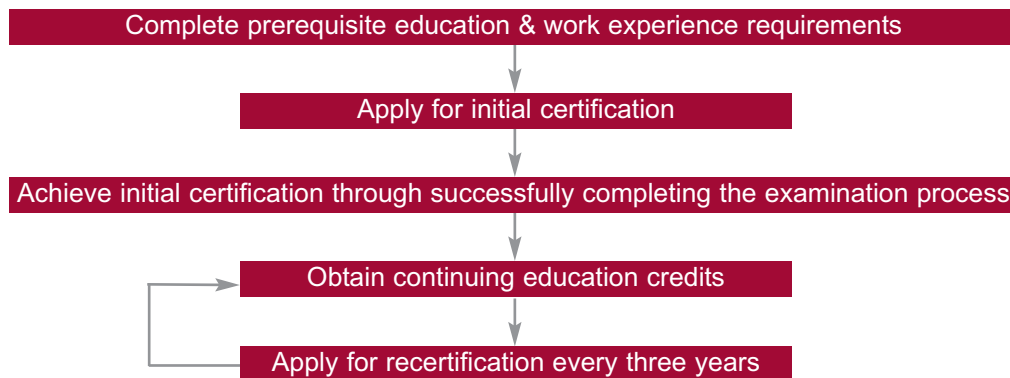 Complete prerequisite education & work experience requirements
Apply for initial certification
Achieve initial certification through successfully completing the examination process
Obtain continuing education credits
Apply for recertification every three years